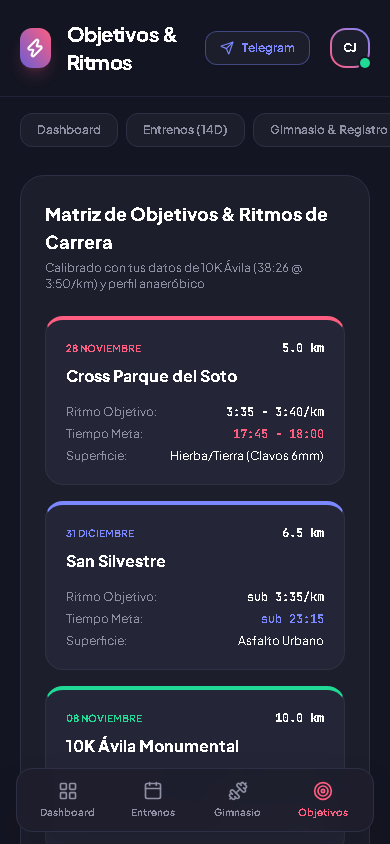 Objetivos &
Ritmos
Telegram
CJ
Dashboard
Entrenos (14D)
Gimnasio & Registro
Matriz de Objetivos & Ritmos de
Carrera
Calibrado con tus datos de 10K Ávila (38:26 @
3:50/km) y perfil anaeróbico
28 NOVIEMBRE
5.0 km
Cross Parque del Soto
Ritmo Objetivo: 3:35 - 3:40/km
Tiempo Meta: 17:45 - 18:00
Superficie: Hierba/Tierra (Clavos 6mm)
31 DICIEMBRE
6.5 km
San Silvestre
Ritmo Objetivo: sub 3:35/km
Tiempo Meta: sub 23:15
Superficie: Asfalto Urbano
08 NOVIEMBRE
10.0 km
10K Ávila Monumental
Dashboard
Entrenos
Gimnasio
Objetivos